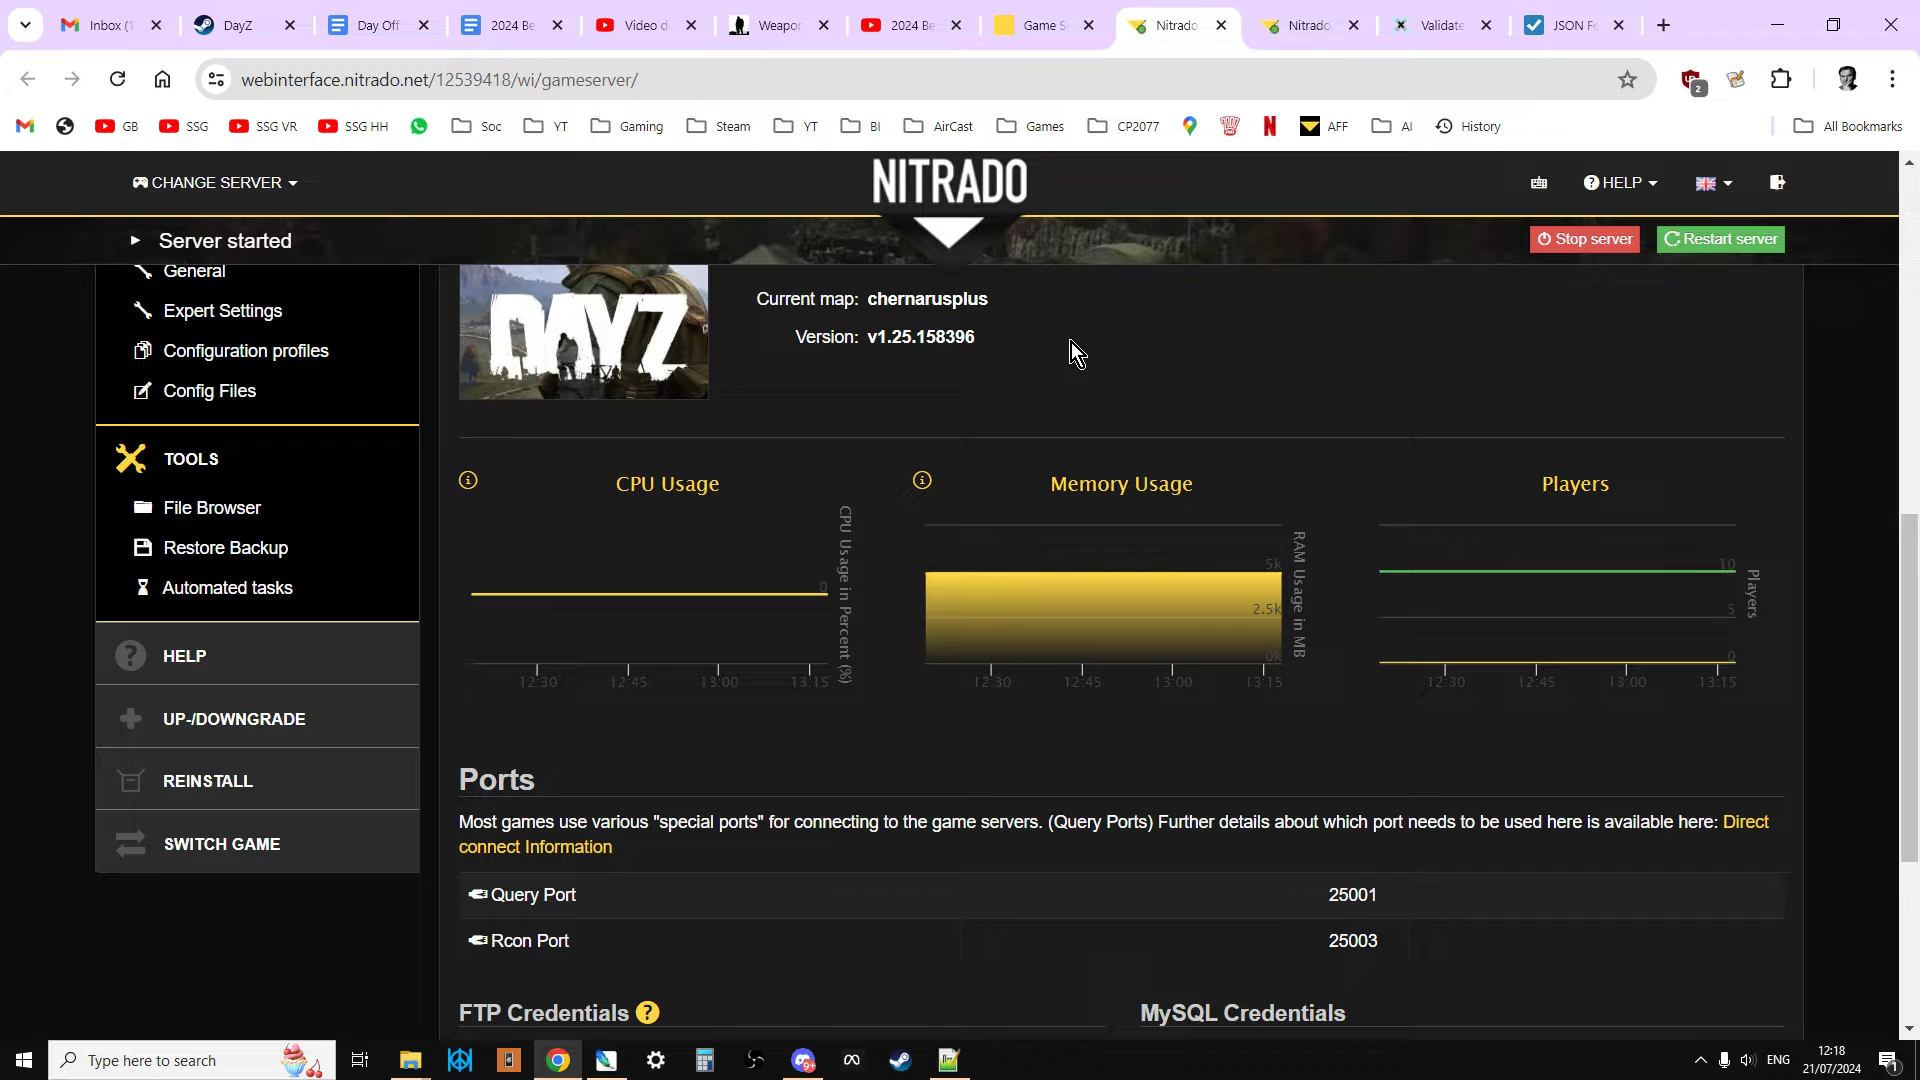 Inbox (1
DayZ
Day Off
2024 Be
Video d
Weapon
2024 Be
Game S
Nitrado
Nitrado
Validate
JSON Fo
webinterface.nitrado.net/12539418/wi/gameserver/
2
GB
SSG
SSG VR
SSG HH
Soc
YT
Gaming
Steam
YT
BI
AirCast
Games
CP2077
AFF
AI
History
All Bookmarks
CHANGE SERVER
NITRADO
HELP
Server started
Stop server
Restart server
General
Expert Settings
Configuration profiles
Config Files
TOOLS
File Browser
Restore Backup
Automated tasks
HELP
UP-/DOWNGRADE
REINSTALL
SWITCH GAME
DAYZ
Current map: chernarusplus
Version: v1.25.158396
CPU Usage
0
CPU Usage in Percent (%)
12:30 12:45 13:00 13:15
Memory Usage
5k
2.5k
0k
RAM Usage in MB
12:30 12:45 13:00 13:15
Players
10
5
0
Players
12:30 12:45 13:00 13:15
Ports
Most games use various "special ports" for connecting to the game servers. (Query Ports) Further details about which port needs to be used here is available here: Direct
connect Information
Query Port 25001
Rcon Port 25003
FTP Credentials ?
MySQL Credentials
Type here to search
9+
ENG
12:18
21/07/2024
1